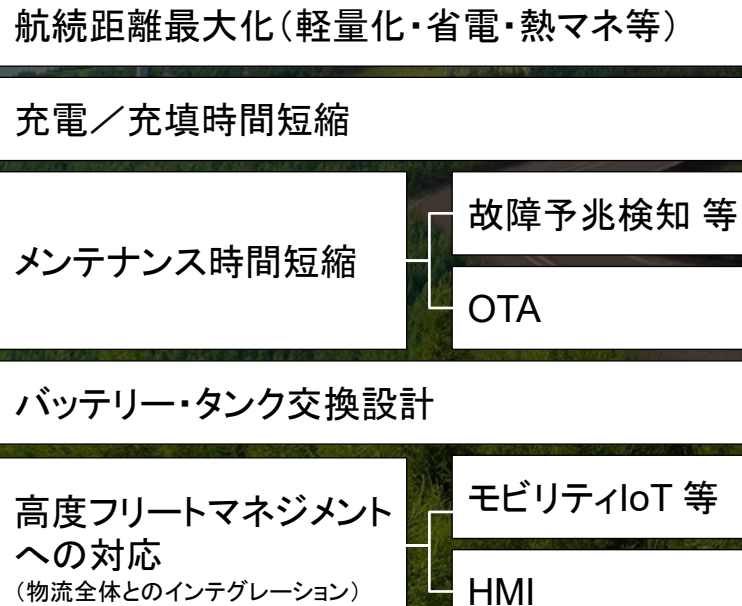 航続距離最大化（軽量化・省電・熱マネ等）
充電／充填時間短縮
メンテナンス時間短縮
故障予兆検知 等
OTA
バッテリー・タンク交換設計
高度フリートマネジメント
への対応
（物流全体とのインテグレーション）
モビリティIoT 等
HMI